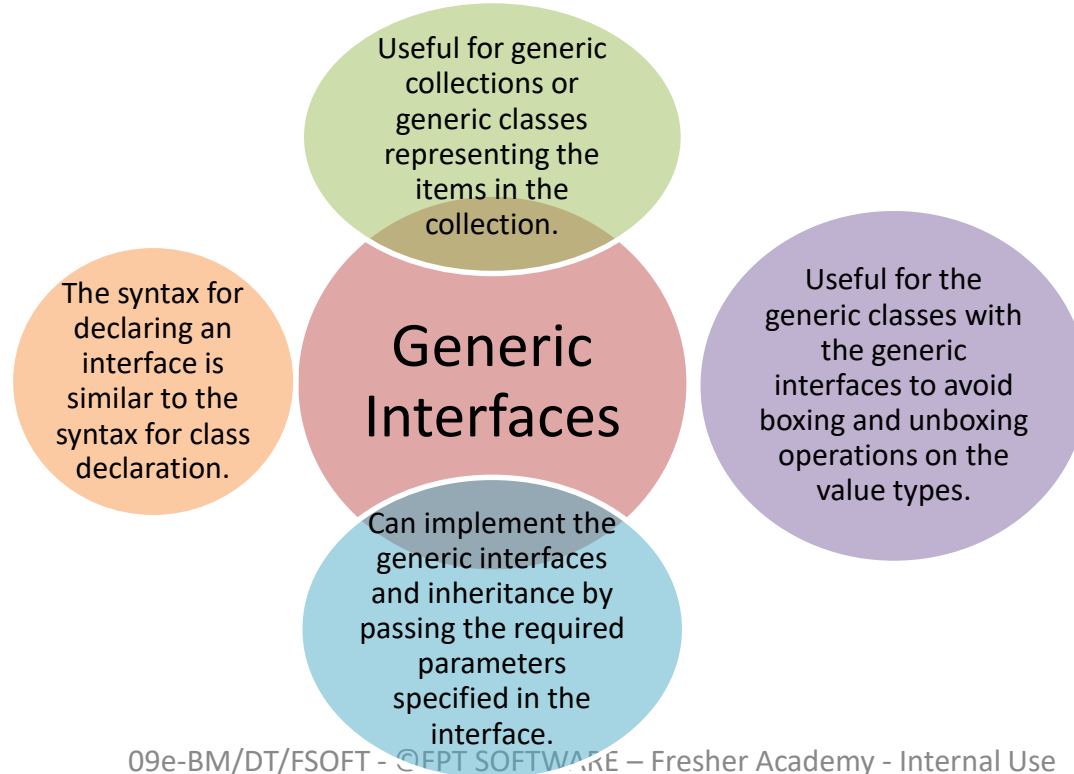 Useful for generic
collections or
generic classes
representing the
items in the
collection.
The syntax for
declaring an
interface is
similar to the
syntax for class
declaration.
Generic
Interfaces
Useful for the
generic classes with
the generic
interfaces to avoid
boxing and unboxing
operations on the
value types.
Can implement the
generic interfaces
and inheritance by
passing the required
parameters
specified in the
interface.
09e-BM/DT/FSOFT - ©FPT SOFTWARE – Fresher Academy - Internal Use